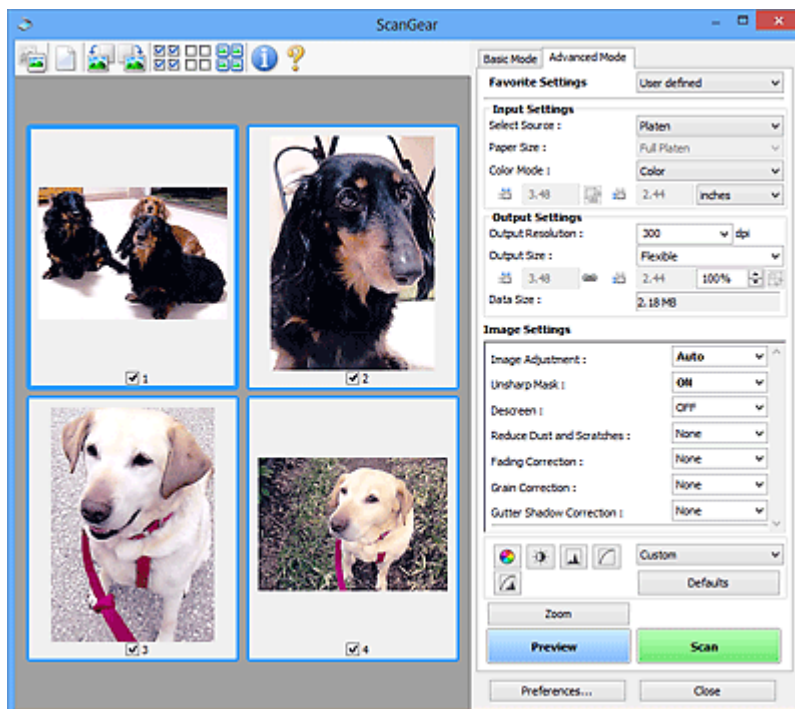 ScanGear
Basic Mode Advanced Mode
Favorite Settings User defined
Input Settings
Select Source : Platen
Paper Size : Full Platen
Color Mode : Color
3.48 2.44 inches
Output Settings
Output Resolution : 300 dpi
Output Size : Flexible
3.48 2.44 100%
Data Size : 2.18 MB
Image Settings
Image Adjustment : Auto
Unsharp Mask : ON
Descreen : OFF
Reduce Dust and Scratches : None
Fading Correction : None
Grain Correction : None
Gutter Shadow Correction : None
Custom
Defaults
Zoom
Preview Scan
Preferences... Close
1
2
3
4